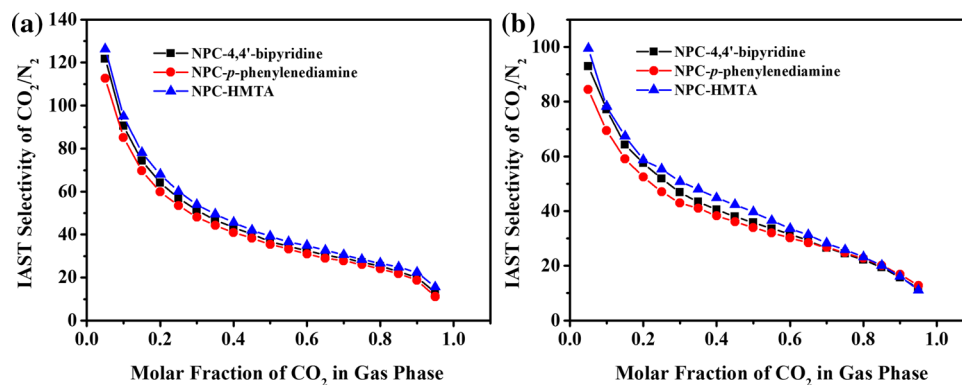 (a)
IAST Selectivity of CO₂/N₂
140
120
100
80
60
40
20
0
NPC-4,4'-bipyridine
NPC-p-phenylenediamine
NPC-HMTA
0.0 0.2 0.4 0.6 0.8 1.0
Molar Fraction of CO₂ in Gas Phase
(b)
IAST Selectivity of CO₂/N₂
100
80
60
40
20
0
NPC-4,4'-bipyridine
NPC-p-phenylenediamine
NPC-HMTA
0.0 0.2 0.4 0.6 0.8 1.0
Molar Fraction of CO₂ in Gas Phase